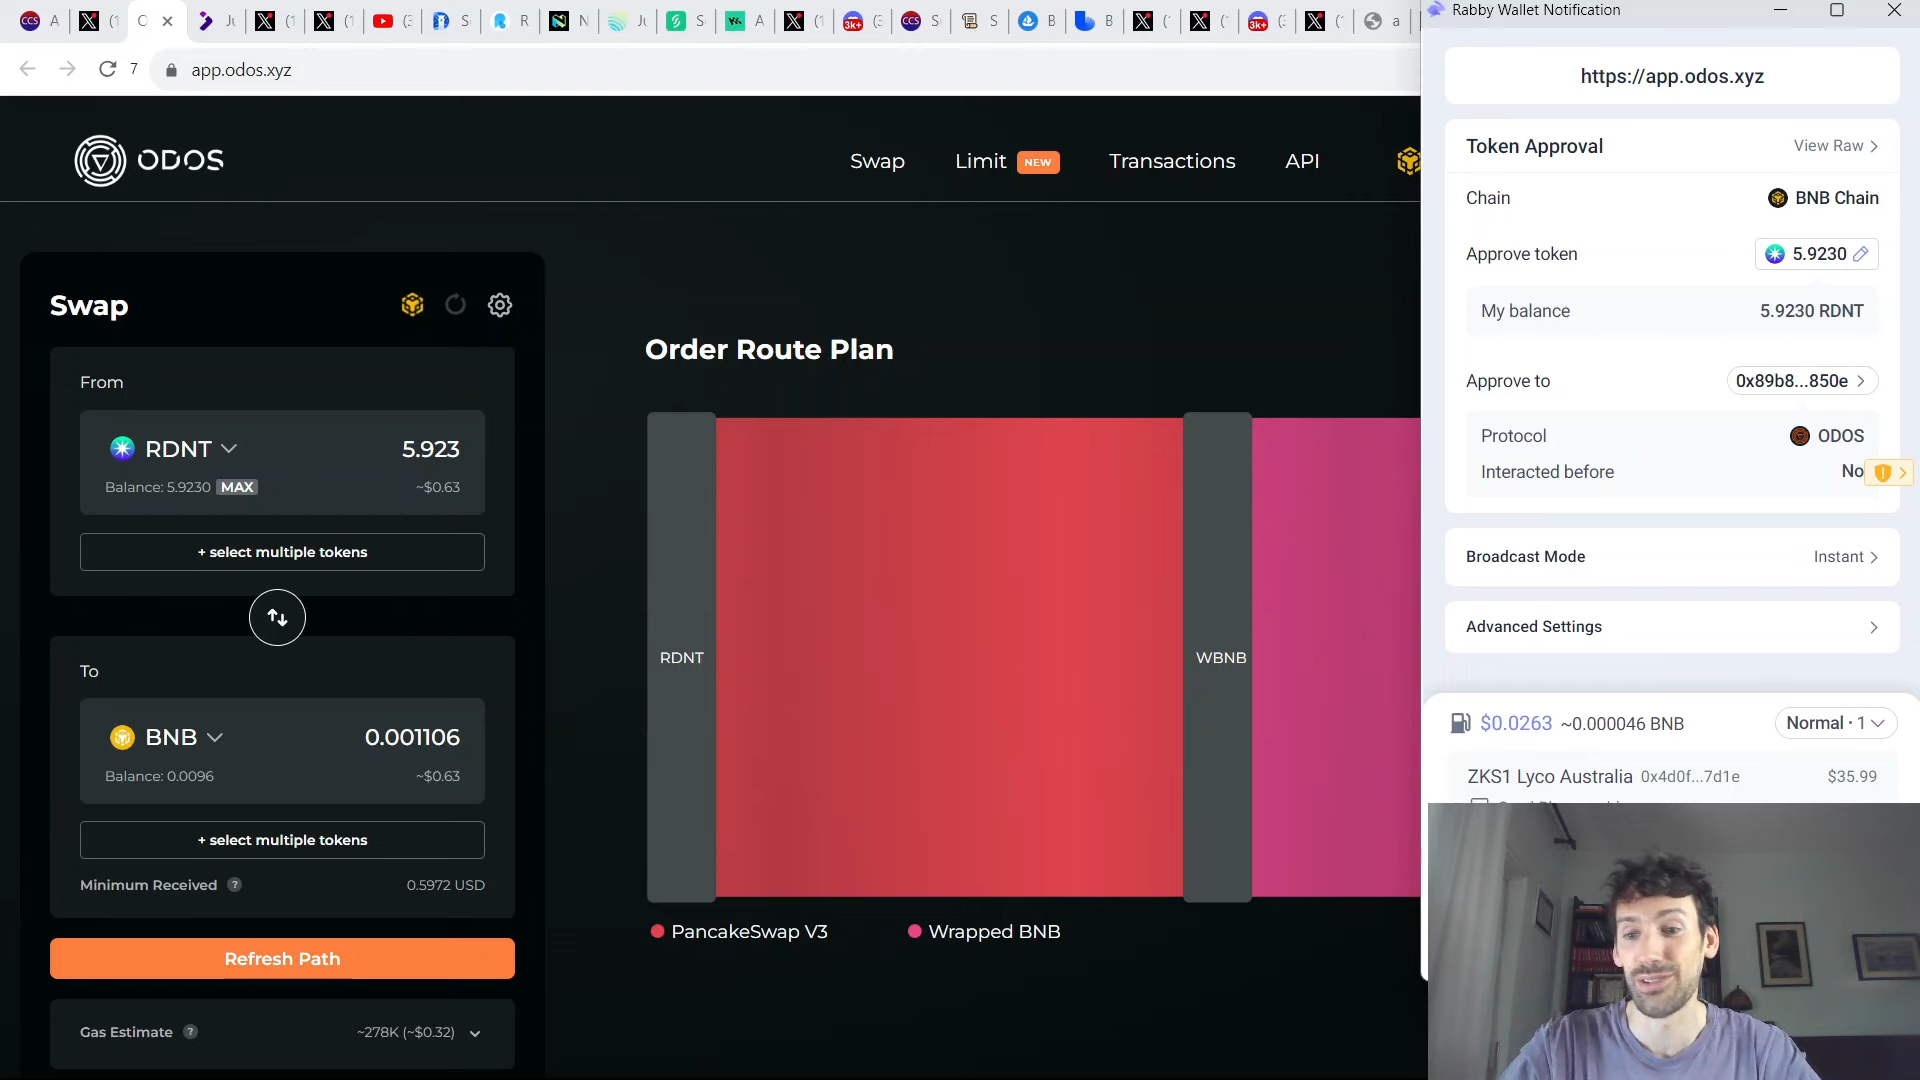 Rabby Wallet Notification
7
app.odos.xyz
https://app.odos.xyz
ODOS
Swap
Limit
NEW
Transactions
API
Token Approval
View Raw
Chain
BNB Chain
Approve token
5.9230
My balance
5.9230 RDNT
Approve to
0x89b8...850e
Protocol
ODOS
Interacted before
No
Broadcast Mode
Instant
Advanced Settings
$0.0263 ~0.000046 BNB
Normal · 1
ZKS1 Lyco Australia 0x4d0f...7d1e
$35.99
Swap
From
RDNT
5.923
Balance: 5.9230 MAX
~$0.63
+ select multiple tokens
To
BNB
0.001106
Balance: 0.0096
~$0.63
+ select multiple tokens
Minimum Received ?
0.5972 USD
Refresh Path
Gas Estimate ?
~278K (~$0.32)
Order Route Plan
RDNT
WBNB
PancakeSwap V3
Wrapped BNB